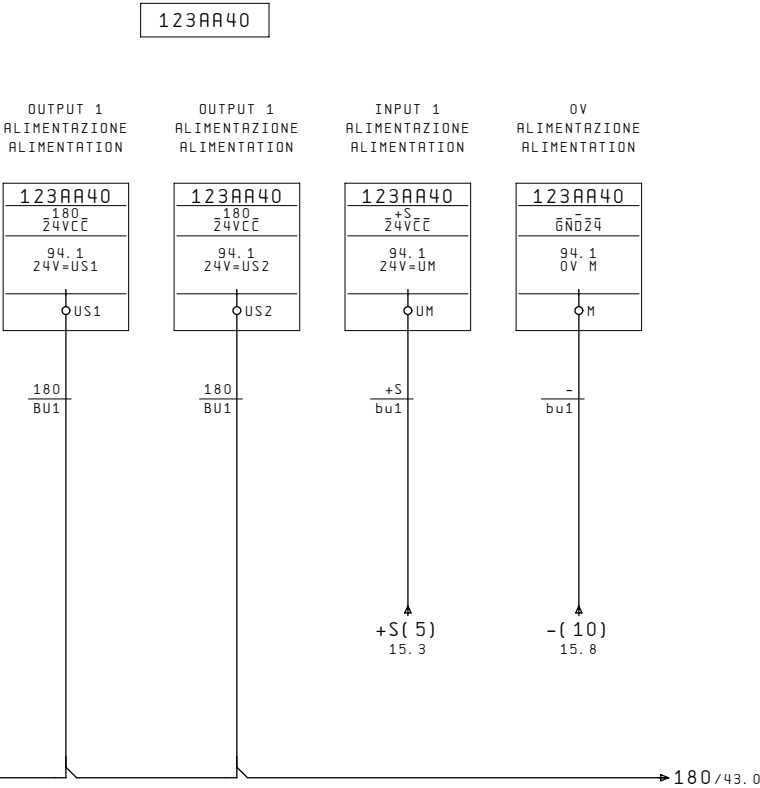 123AA40
OUTPUT 1
ALIMENTAZIONE
ALIMENTATION
OUTPUT 1
ALIMENTAZIONE
ALIMENTATION
INPUT 1
ALIMENTAZIONE
ALIMENTATION
0V
ALIMENTAZIONE
ALIMENTATION
123AA40
180
24VCC
94.1
24V=US1
US1
123AA40
180
24VCC
94.1
24V=US2
US2
123AA40
+S
24VCC
94.1
24V=UM
UM
123AA40
-
GND24
94.1
0V M
M
180
BU1
180
BU1
+S
bu1
-
bu1
+S(5)
15.3
-(10)
15.8
180/43.0